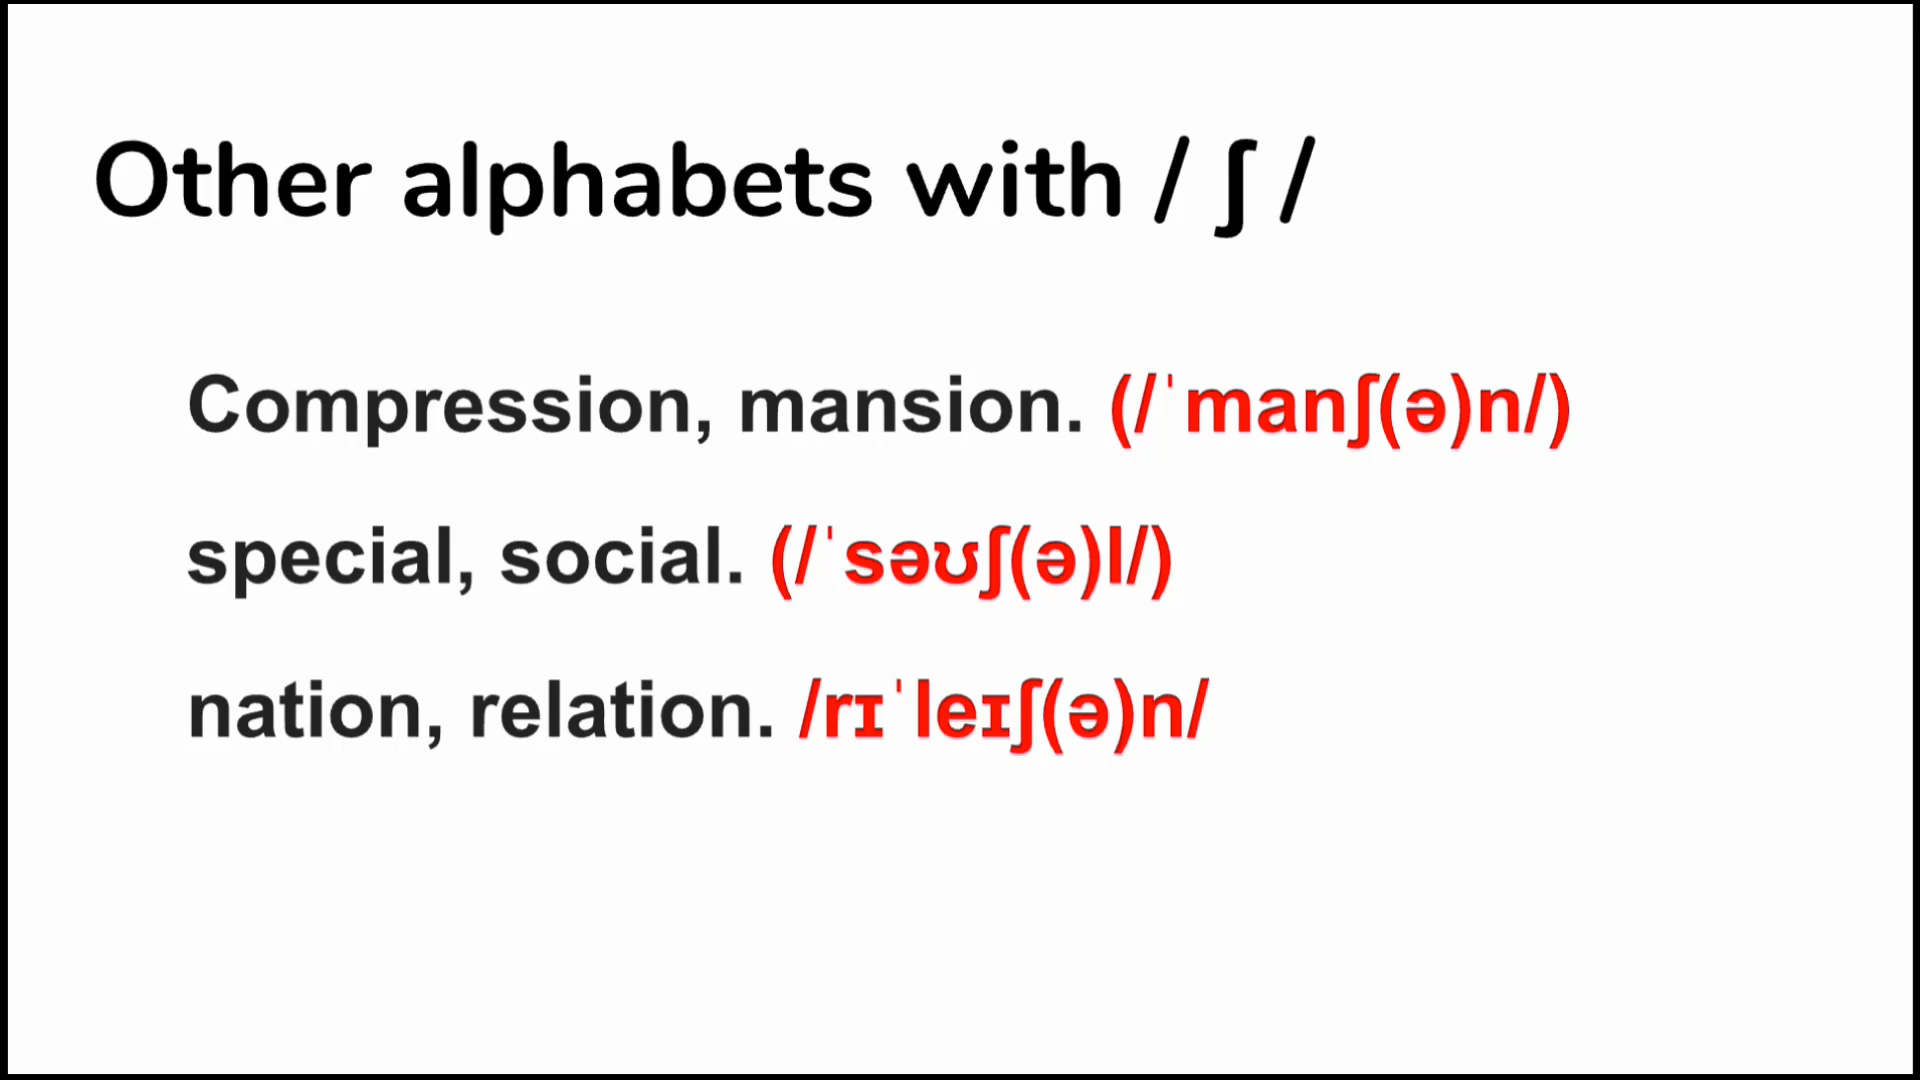 Other alphabets with / ʃ /
Compression, mansion. (/ˈmanʃ(ə)n/)
special, social. (/ˈsəʊʃ(ə)l/)
nation, relation. /rɪˈleɪʃ(ə)n/